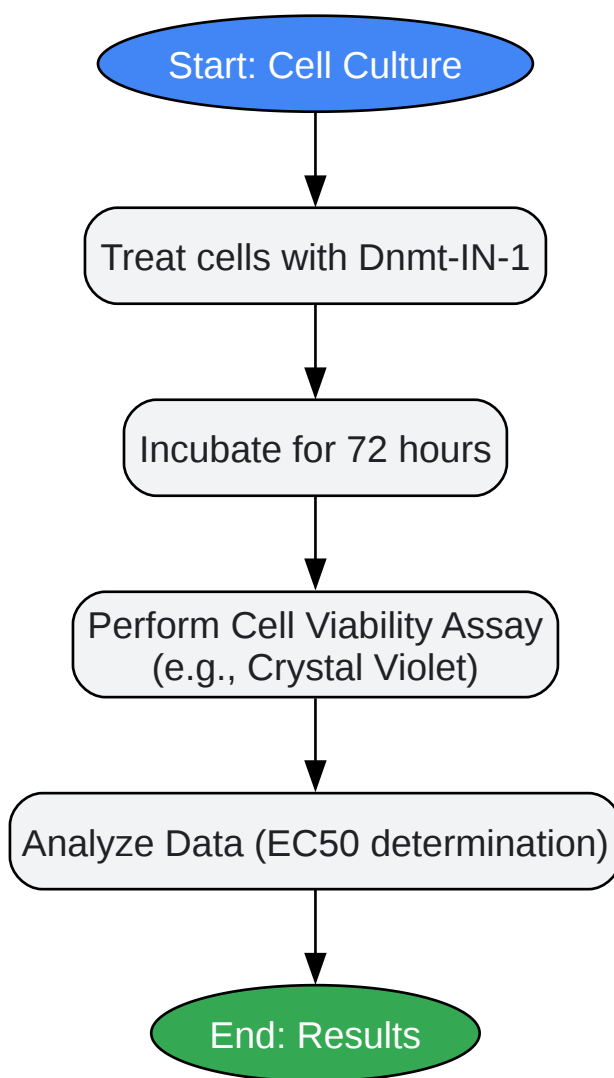 Start: Cell Culture
Treat cells with Dnmt-IN-1
Incubate for 72 hours
Perform Cell Viability Assay
(e.g., Crystal Violet)
Analyze Data (EC50 determination)
End: Results